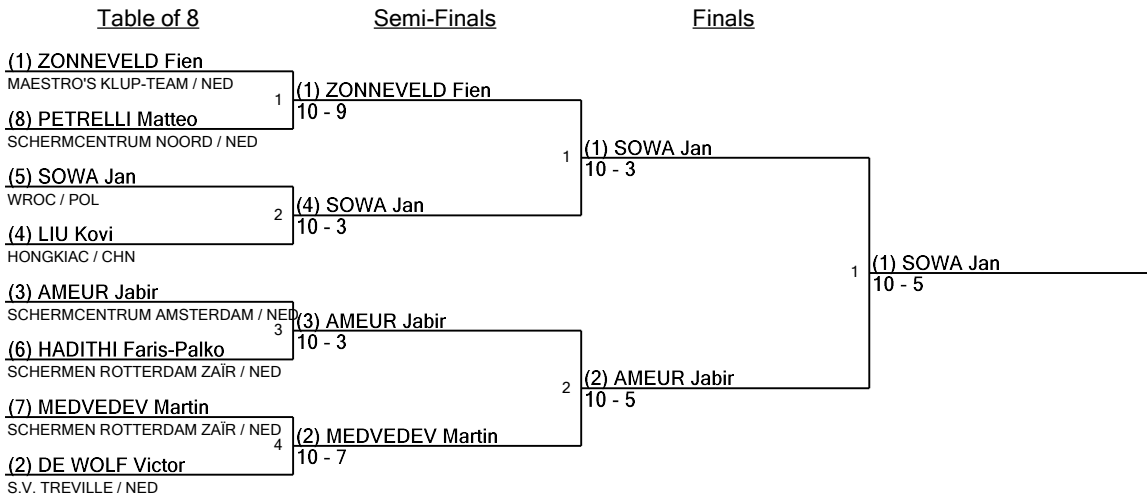 Table of 8
Semi-Finals
Finals
(1) ZONNEVELD Fien
MAESTRO'S KLUP-TEAM / NED
1
(8) PETRELLI Matteo
SCHERMCENTRUM NOORD / NED
(5) SOWA Jan
WROC / POL
2
(4) LIU Kovi
HONGKIAC / CHN
(3) AMEUR Jabir
SCHERMCENTRUM AMSTERDAM / NED
3
(6) HADITHI Faris-Palko
SCHERMEN ROTTERDAM ZAÏR / NED
(7) MEDVEDEV Martin
SCHERMEN ROTTERDAM ZAÏR / NED
4
(2) DE WOLF Victor
S.V. TREVILLE / NED
(1) ZONNEVELD Fien
10 - 9
1
(4) SOWA Jan
10 - 3
(3) AMEUR Jabir
10 - 3
2
(2) MEDVEDEV Martin
10 - 7
(1) SOWA Jan
10 - 3
1
(2) AMEUR Jabir
10 - 5
(1) SOWA Jan
10 - 5